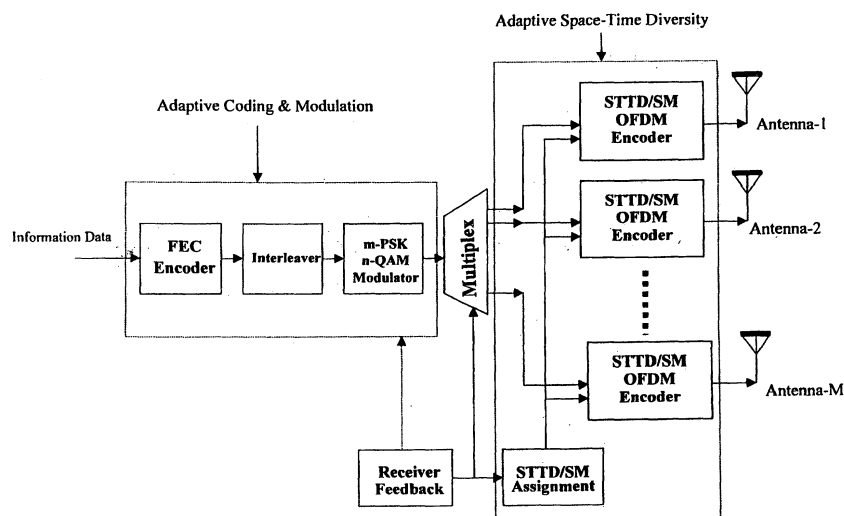 Adaptive Space-Time Diversity
Adaptive Coding & Modulation
STTD/SM
OFDM
Encoder
Antenna-1
STTD/SM
OFDM
Encoder
Antenna-2
Information Data
FEC
Encoder
Interleaver
m-PSK
n-QAM
Modulator
Multiplex
STTD/SM
OFDM
Encoder
Antenna-M
Receiver
Feedback
STTD/SM
Assignment